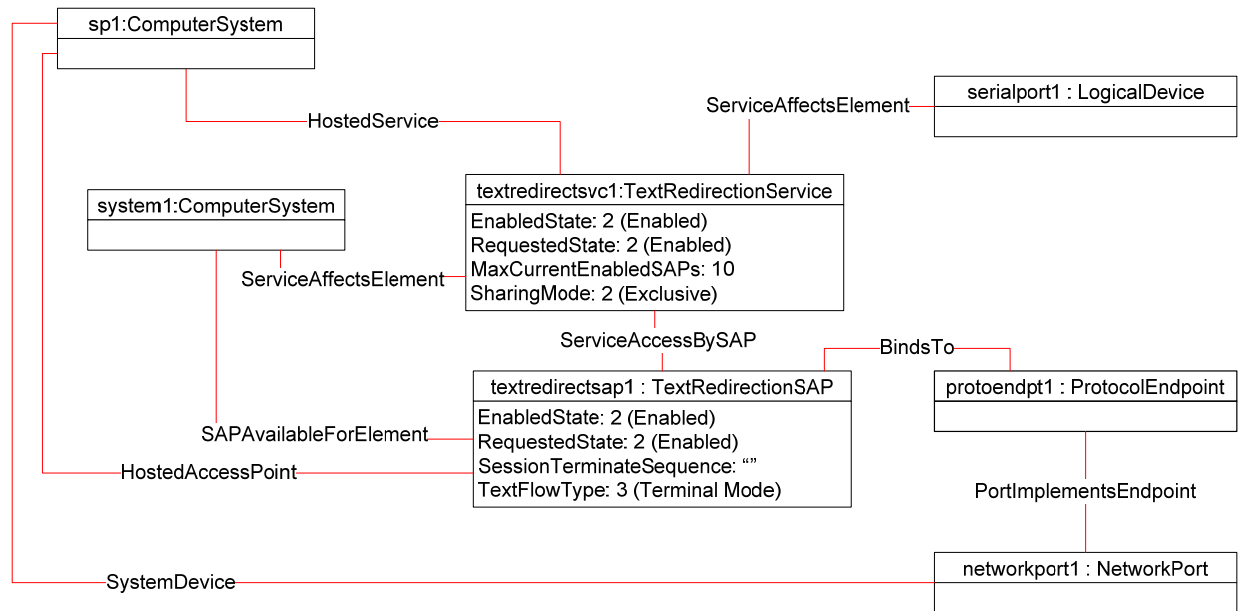 sp1:ComputerSystem
serialport1 : LogicalDevice
ServiceAffectsElement
HostedService
textredirectsvc1:TextRedirectionService
EnabledState: 2 (Enabled)
RequestedState: 2 (Enabled)
MaxCurrentEnabledSAPs: 10
SharingMode: 2 (Exclusive)
system1:ComputerSystem
ServiceAffectsElement
ServiceAccessBySAP
BindsTo
textredirectsap1 : TextRedirectionSAP
EnabledState: 2 (Enabled)
RequestedState: 2 (Enabled)
SessionTerminateSequence: “”
TextFlowType: 3 (Terminal Mode)
protoendpt1 : ProtocolEndpoint
SAPAvailableForElement
HostedAccessPoint
PortImplementsEndpoint
networkport1 : NetworkPort
SystemDevice